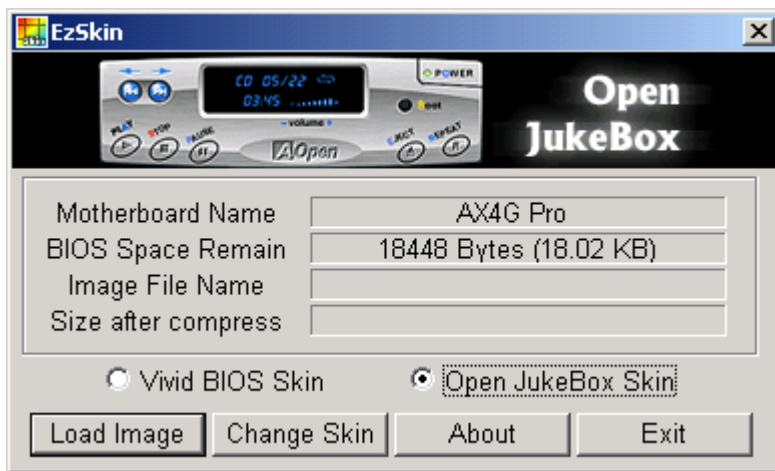 EzSkin
POWER
CD 05/22
03:45
Boot
- volume +
PLAY STOP PAUSE
AOpen
EJECT REPEAT
Open
JukeBox
Motherboard Name AX4G Pro
BIOS Space Remain 18448 Bytes (18.02 KB)
Image File Name
Size after compress
Vivid BIOS Skin Open JukeBox Skin
Load Image Change Skin About Exit